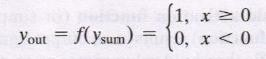 y_out = f(y_sum) = {1, x ≥ 0
0, x < 0